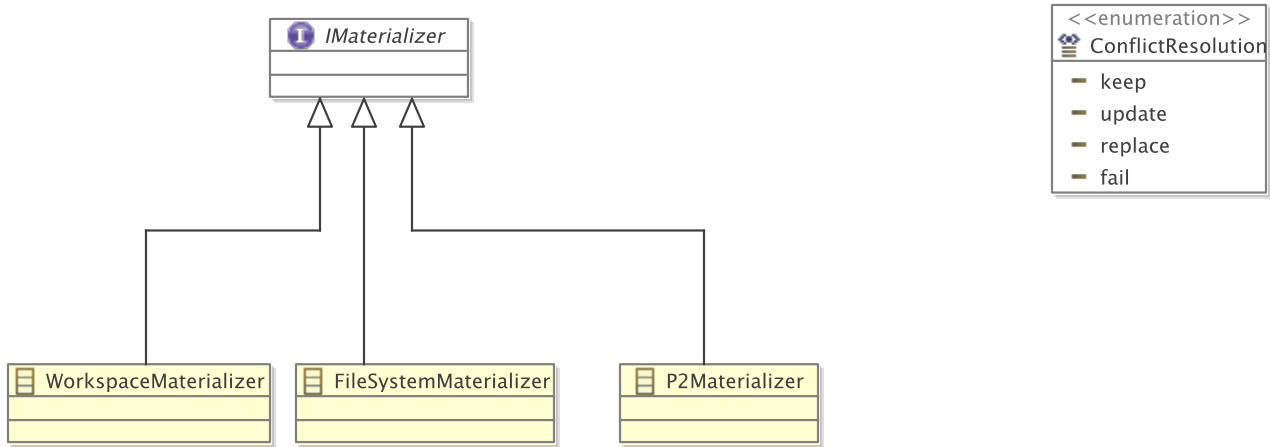 IMaterializer
<<enumeration>>
ConflictResolution
keep
update
replace
fail
WorkspaceMaterializer
FileSystemMaterializer
P2Materializer